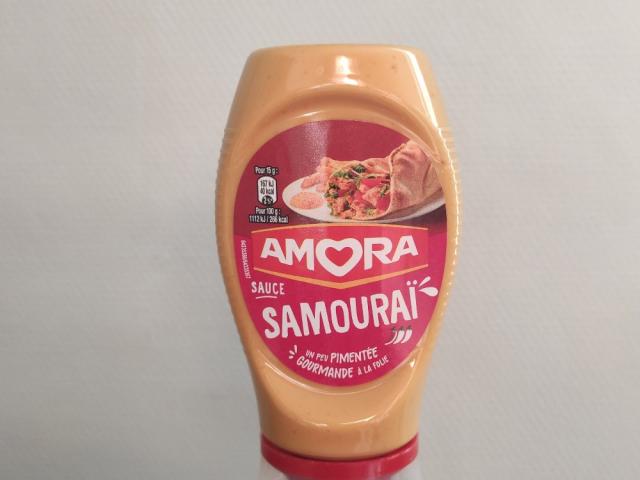 Pour 15 g :
167 kJ
40 kcal
2 %
Pour 100 g :
1112 kJ / 266 kcal
AMORA
SAUCE
SAMOURAÏ
UN PEU PIMENTÉE
GOURMANDE À LA FOLIE